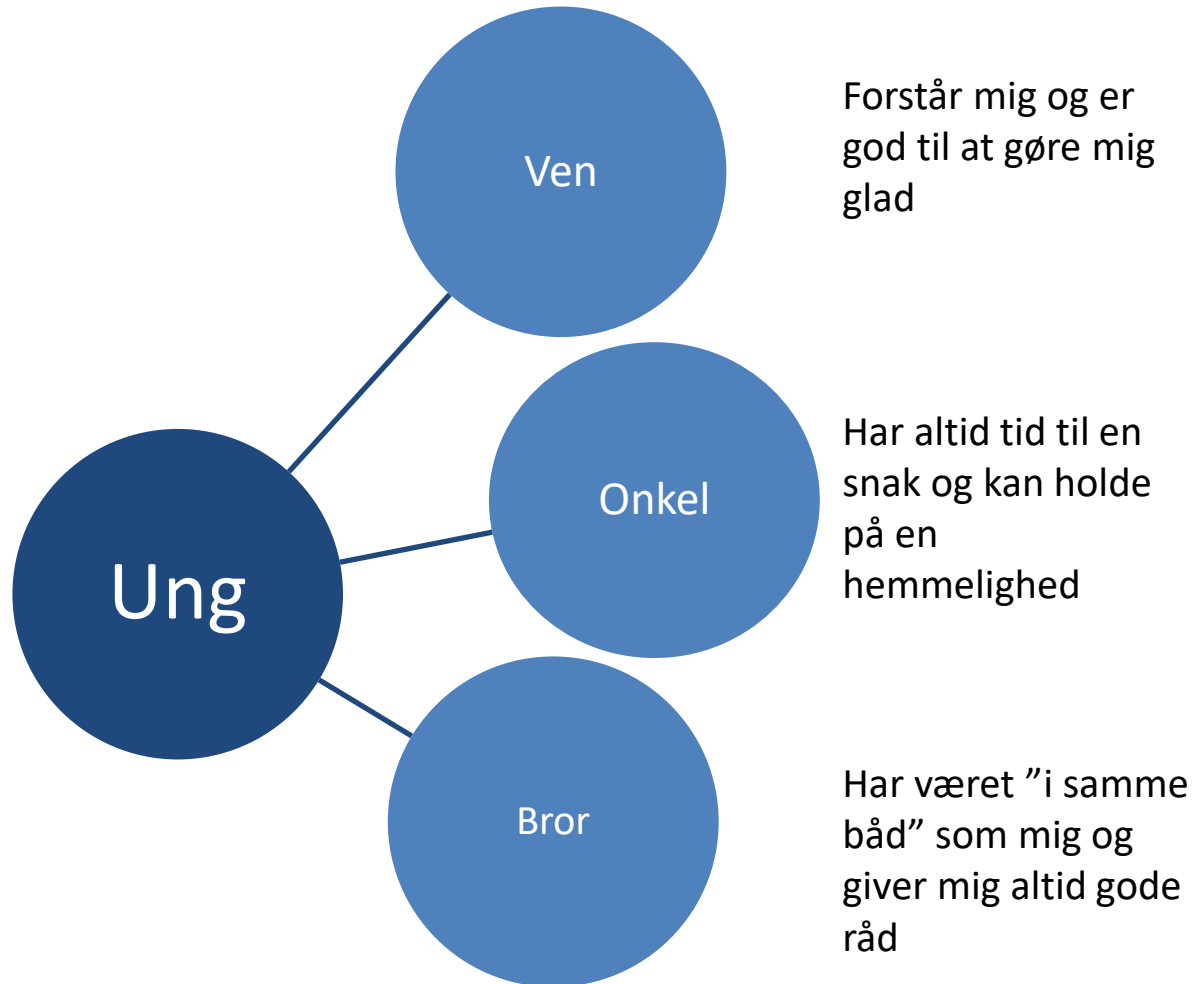 Ven
Forstår mig og er
god til at gøre mig
glad
Ung
Onkel
Har altid tid til en
snak og kan holde
på en
hemmelighed
Bror
Har været ”i samme
båd” som mig og
giver mig altid gode
råd